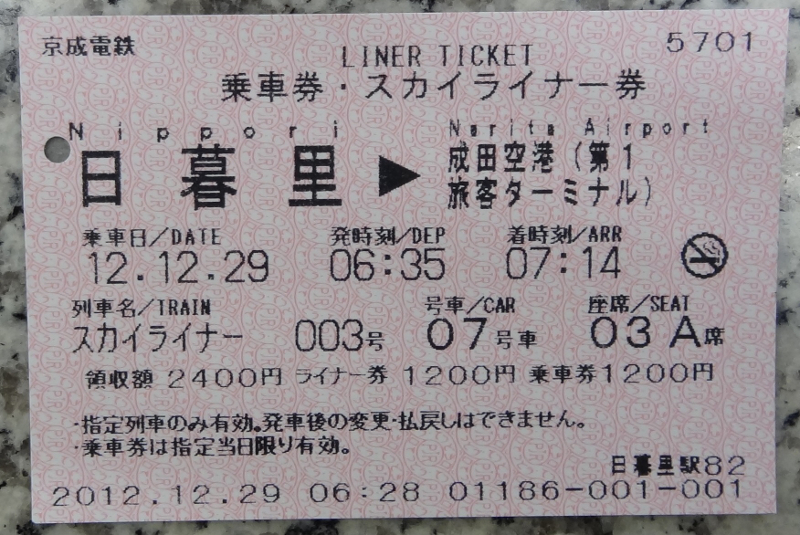 京成電鉄
5701
LINER TICKET
乗車券・スカイライナー券
Nippori
Narita Airport
日暮里 ▶ 成田空港(第1
旅客ターミナル)
乗車日/DATE 発時刻/DEP 着時刻/ARR
12.12.29 06:35 07:14
列車名/TRAIN 号車/CAR 座席/SEAT
スカイライナー 003号 07号車 03A席
領収額 2400円 ライナー券 1200円 乗車券1200円
・指定列車のみ有効。発車後の変更・払戻しはできません。
・乗車券は指定当日限り有効。
日暮里駅82
2012.12.29 06:28 01186-001-001